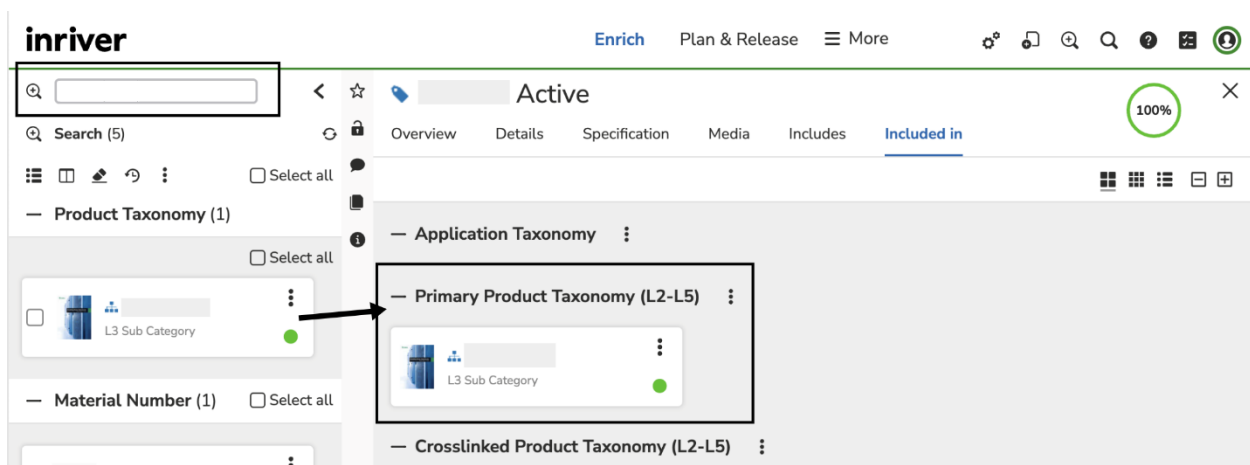 inriver
Enrich Plan & Release More
Search (5)
Select all
Product Taxonomy (1)
Select all
L3 Sub Category
Material Number (1) Select all
Active
100%
Overview Details Specification Media Includes Included in
Application Taxonomy
Primary Product Taxonomy (L2-L5)
L3 Sub Category
Crosslinked Product Taxonomy (L2-L5)